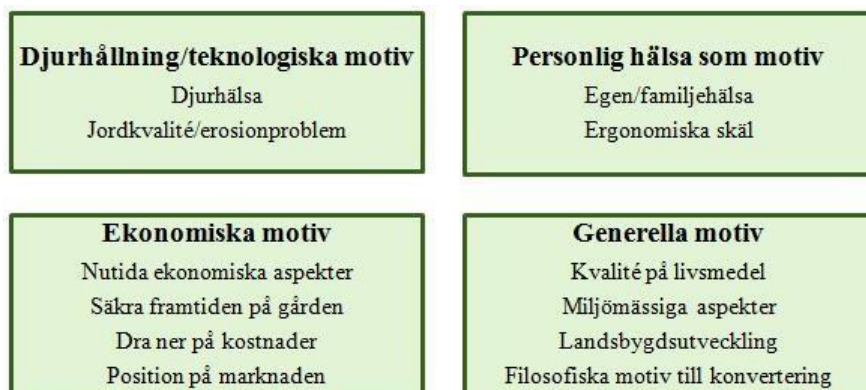 Djurhållning/teknologiska motiv
Djurhälsa
Jordkvalité/erosionproblem
Personlig hälsa som motiv
Egen/familjehälsa
Ergonomiska skäl
Ekonomiska motiv
Nutida ekonomiska aspekter
Säkra framtiden på gården
Dra ner på kostnader
Position på marknaden
Generella motiv
Kvalité på livsmedel
Miljömässiga aspekter
Landsbygdsutveckling
Filosofiska motiv till konvertering